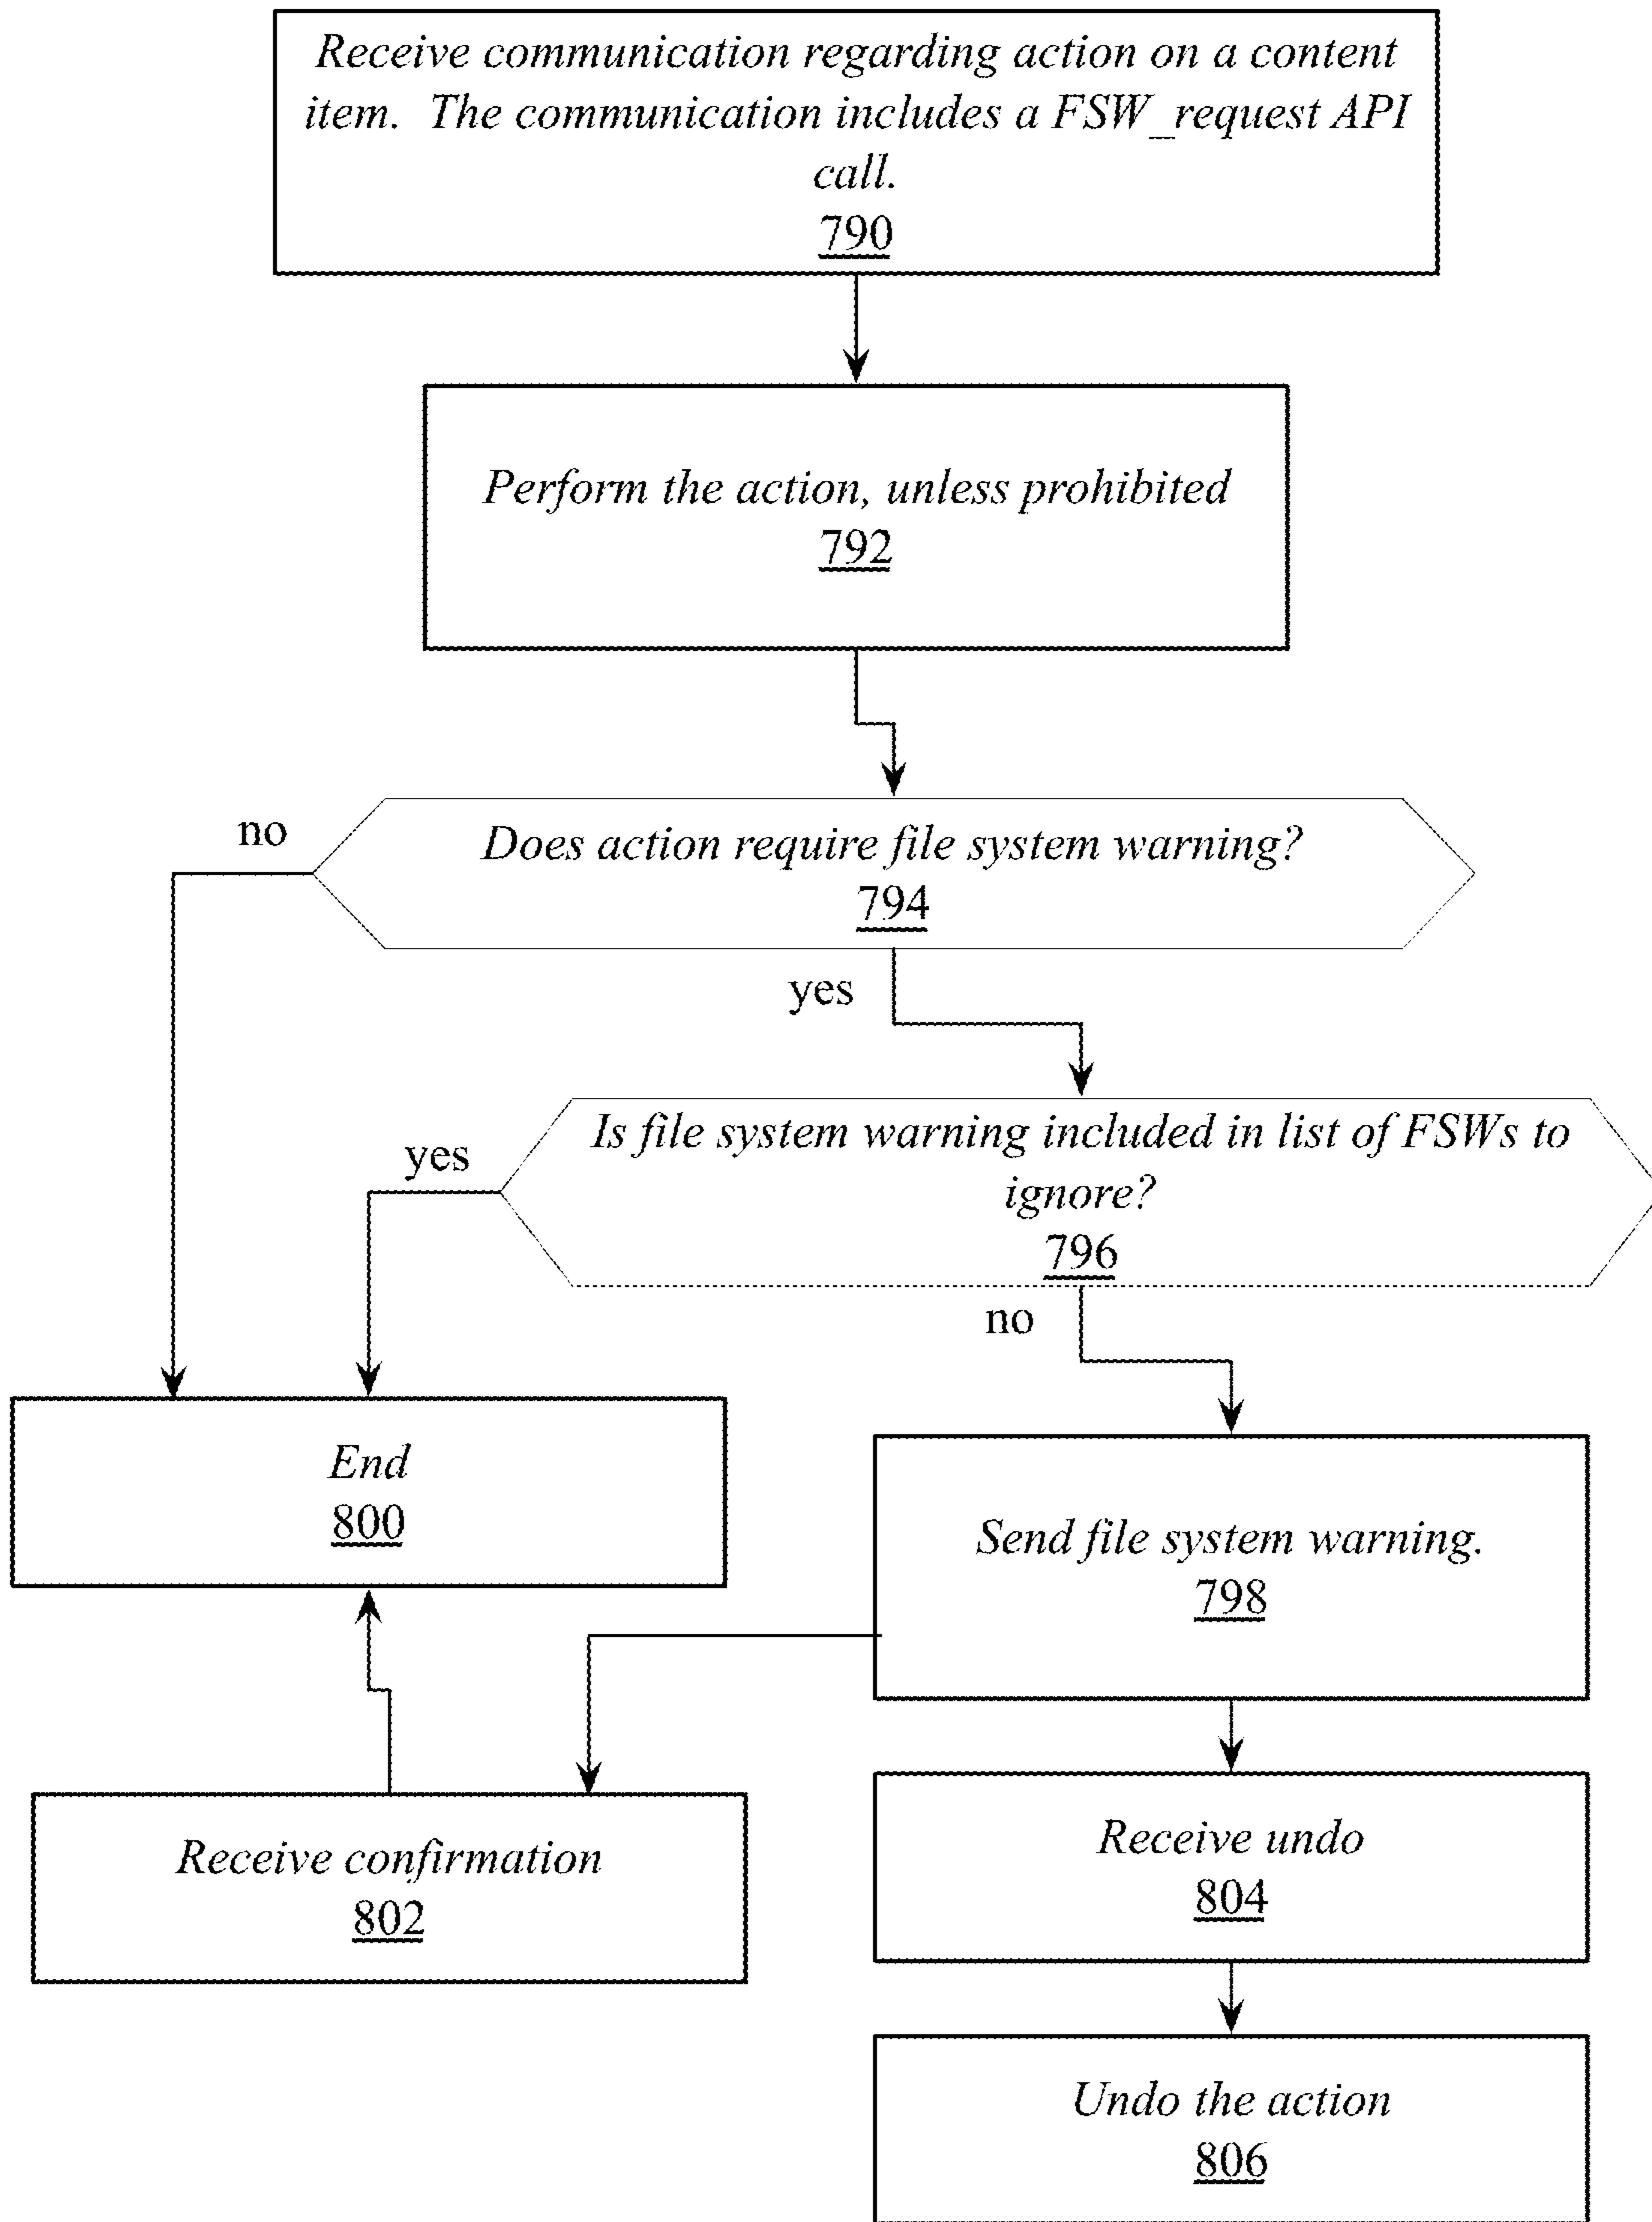 Receive communication regarding action on a content
item.  The communication includes a FSW_request API
call.
790
Perform the action, unless prohibited
792
no
Does action require file system warning?
794
yes
yes
Is file system warning included in list of FSWs to
ignore?
796
no
End
800
Send file system warning.
798
Receive confirmation
802
Receive undo
804
Undo the action
806